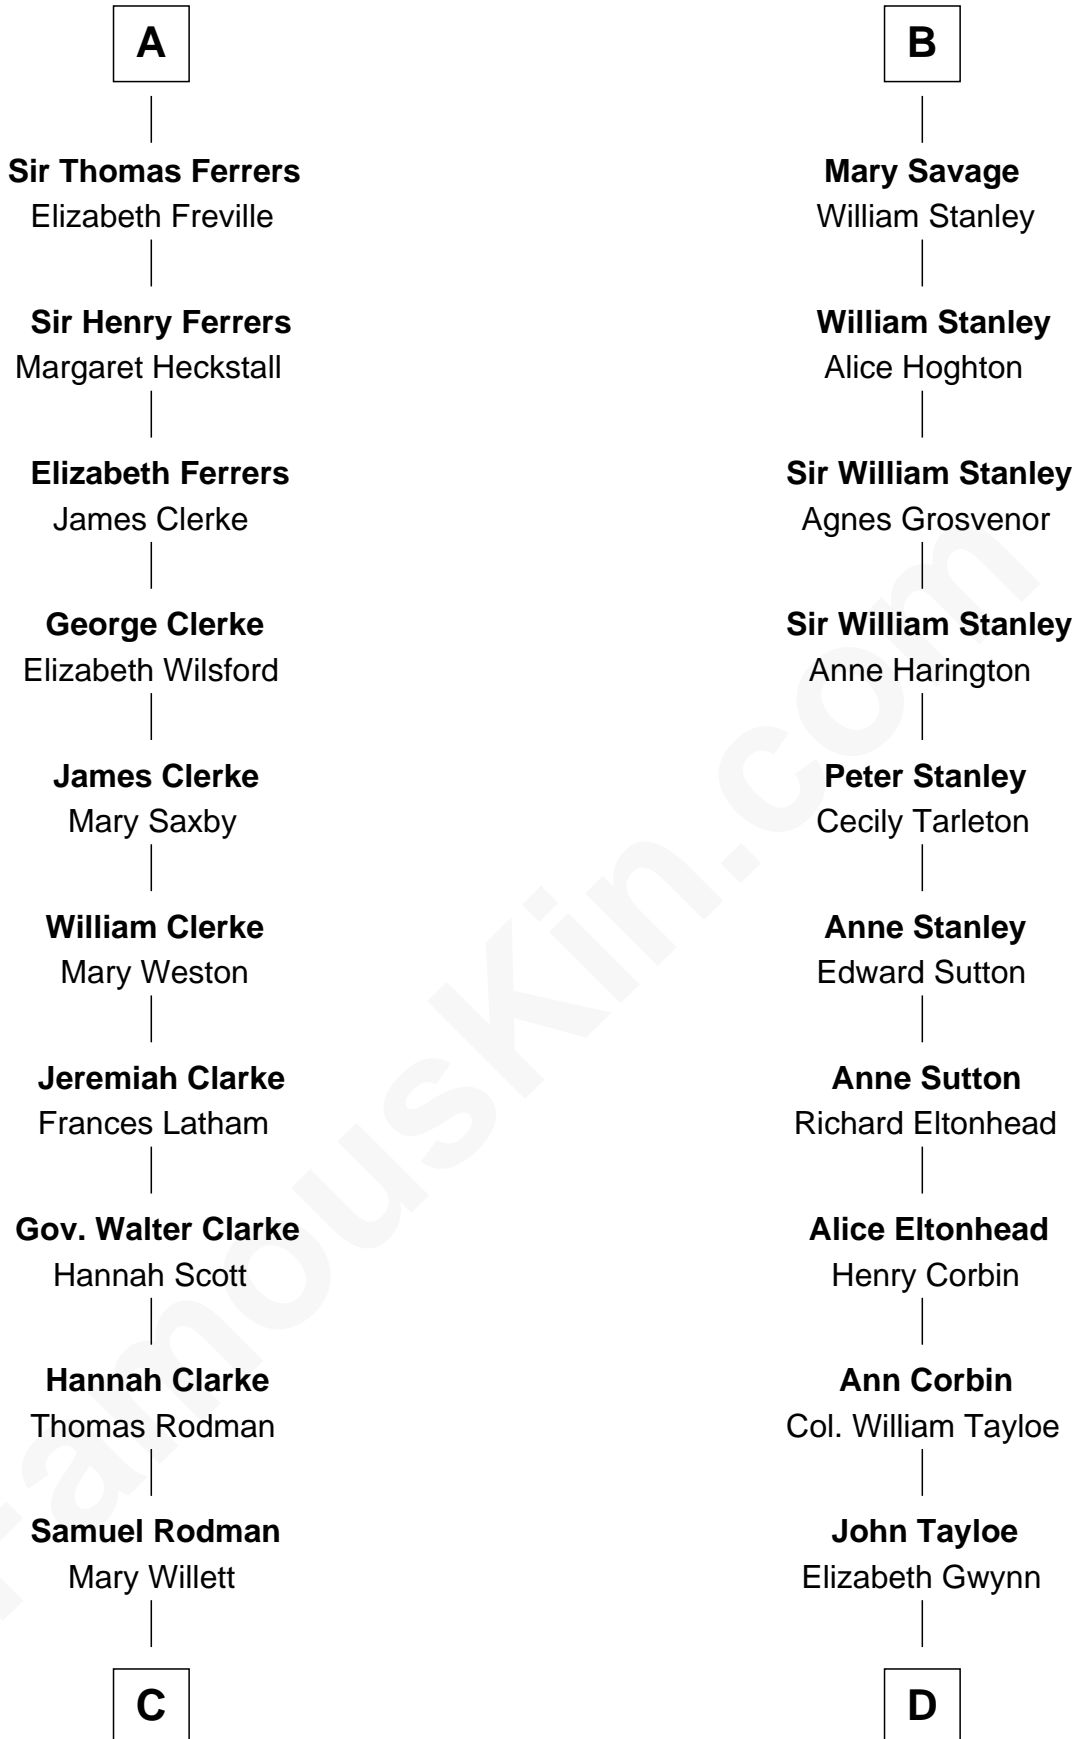 A
Sir Thomas Ferrers
Elizabeth Freville
Sir Henry Ferrers
Margaret Heckstall
Elizabeth Ferrers
James Clerke
George Clerke
Elizabeth Wilsford
James Clerke
Mary Saxby
William Clerke
Mary Weston
Jeremiah Clarke
Frances Latham
Gov. Walter Clarke
Hannah Scott
Hannah Clarke
Thomas Rodman
Samuel Rodman
Mary Willett
C
B
Mary Savage
William Stanley
William Stanley
Alice Hoghton
Sir William Stanley
Agnes Grosvenor
Sir William Stanley
Anne Harington
Peter Stanley
Cecily Tarleton
Anne Stanley
Edward Sutton
Anne Sutton
Richard Eltonhead
Alice Eltonhead
Henry Corbin
Ann Corbin
Col. William Tayloe
John Tayloe
Elizabeth Gwynn
D
FamousKin.com